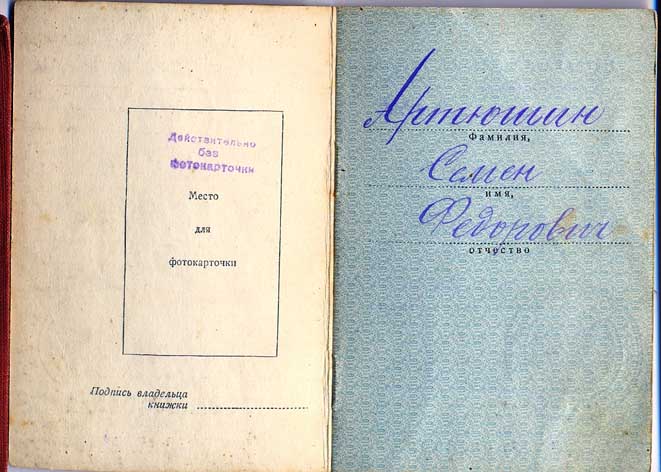 Действительно
без
фотокарточки
Место
для
фотокарточки
Подпись владельца
книжки
Артюшин
Фамилия,
Семен
имя,
Федорович
отчество